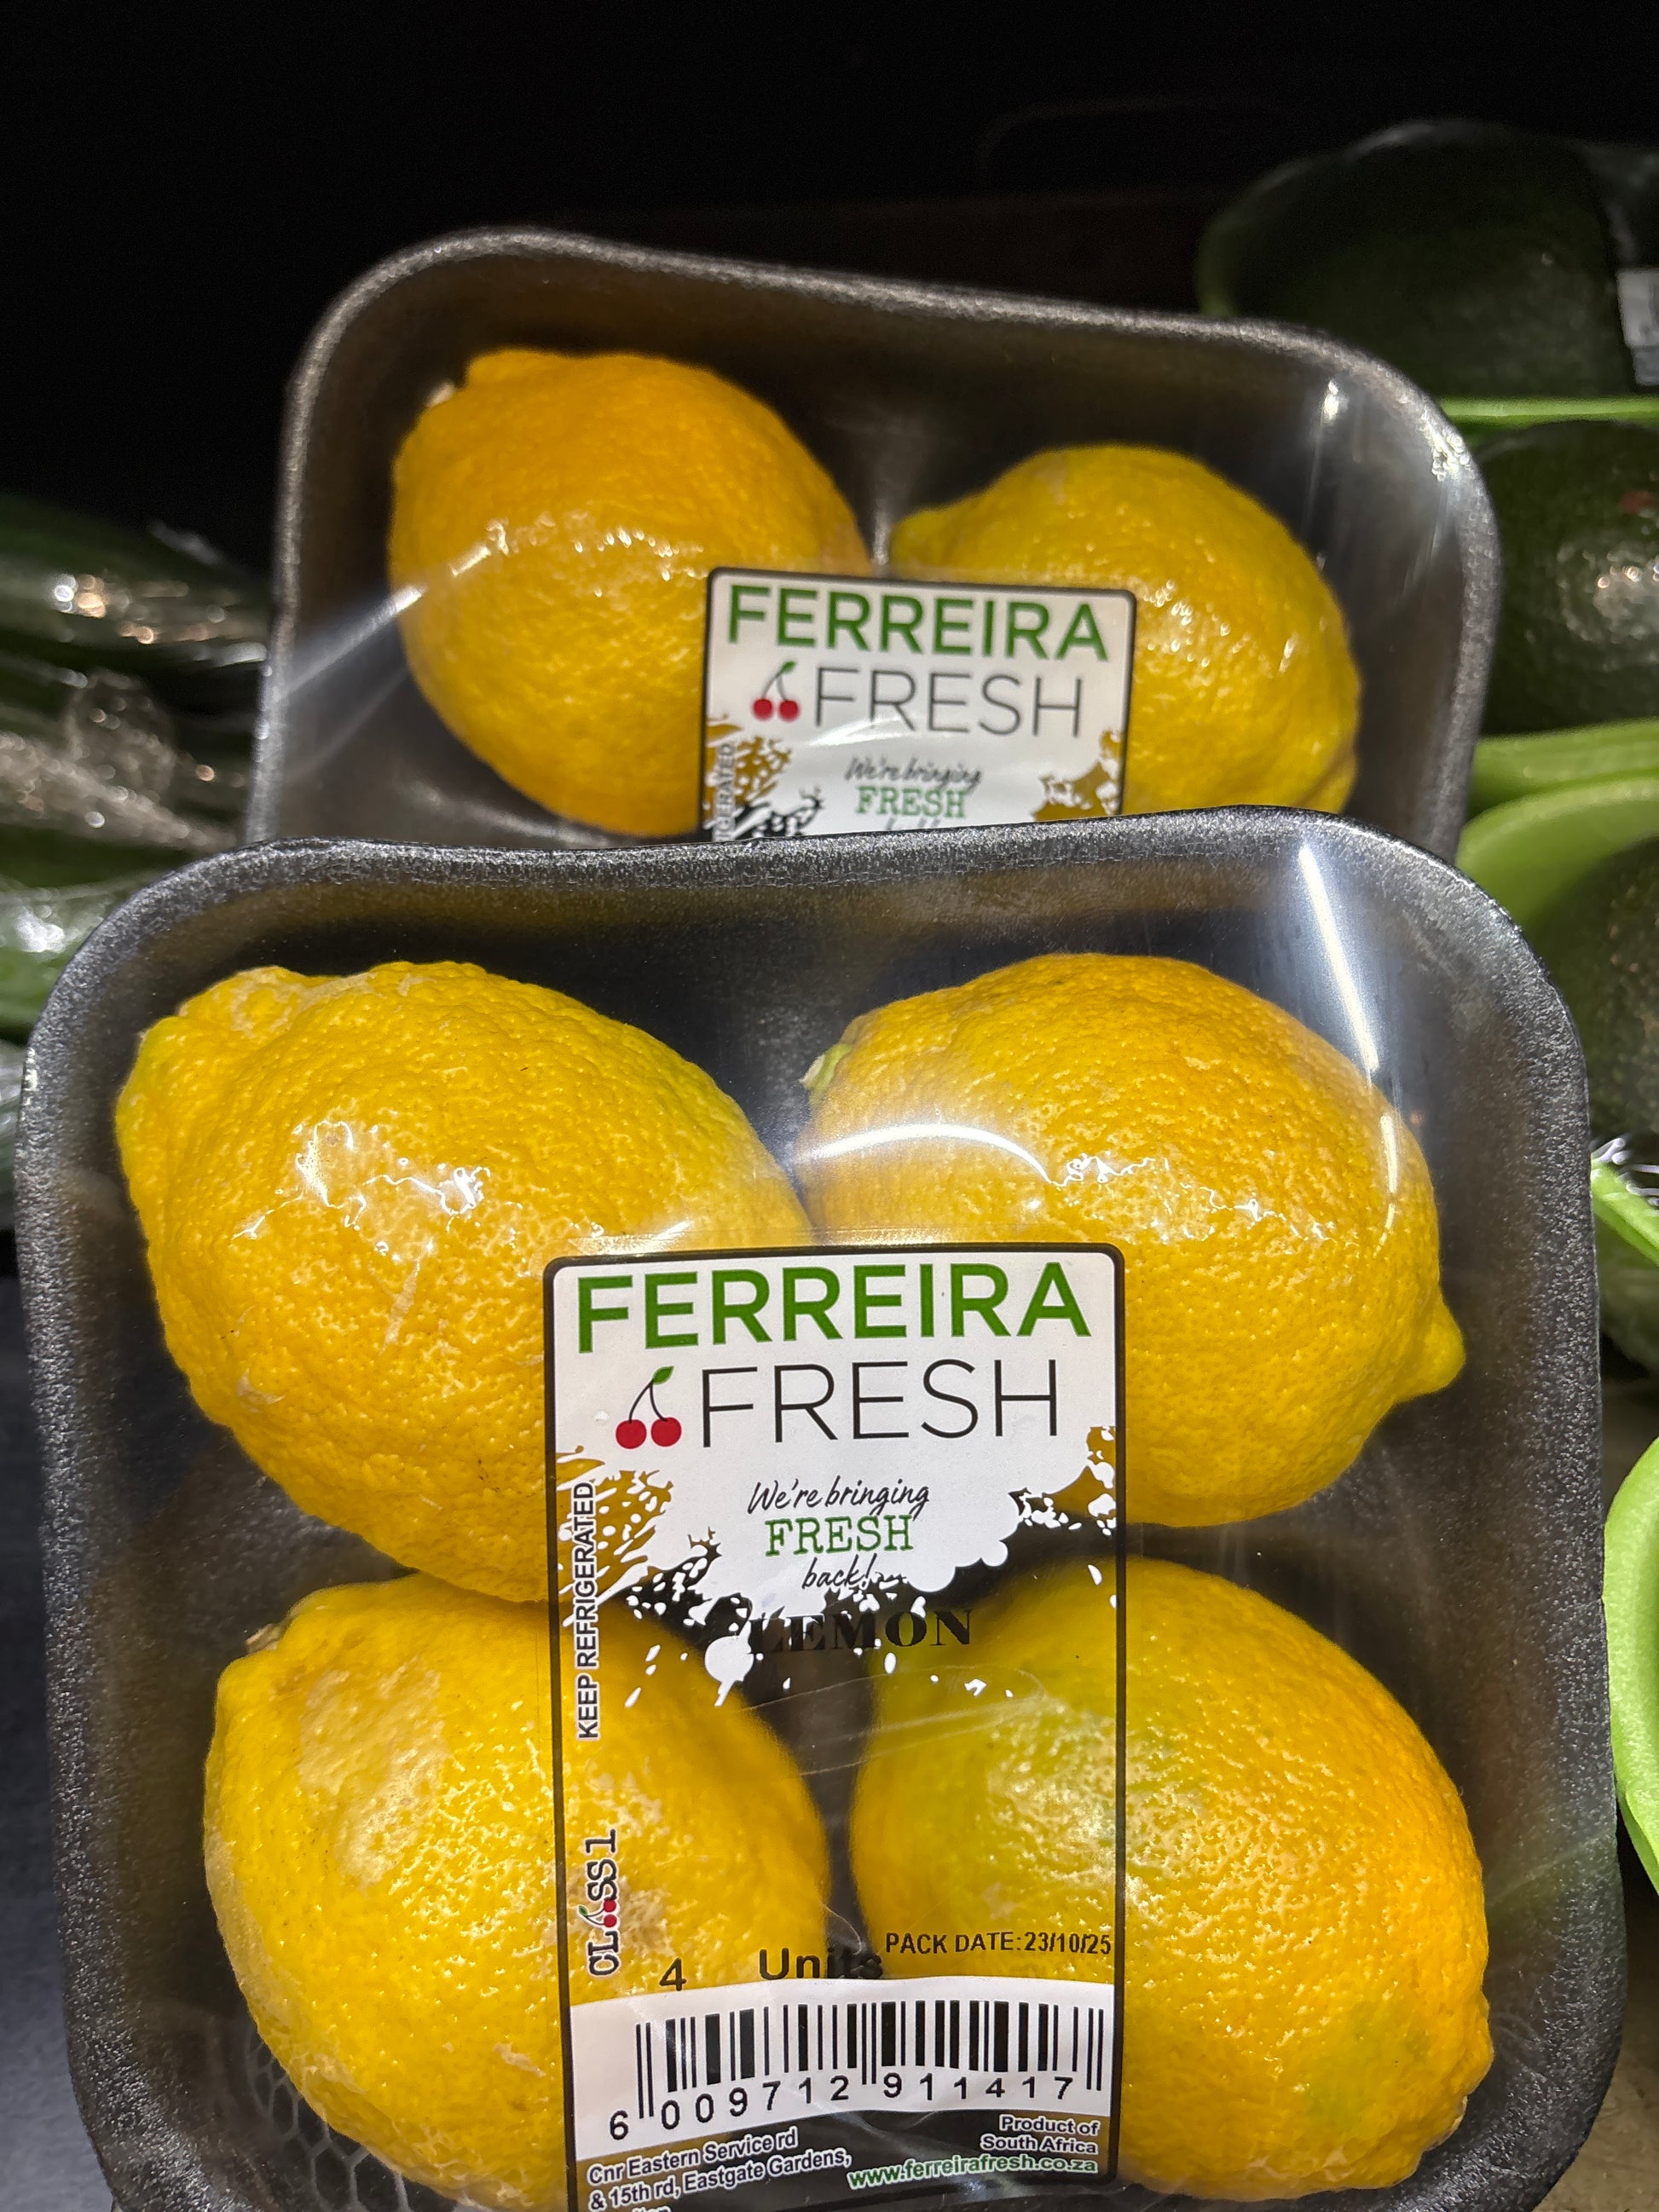 FERREIRA
FRESH
We're bringing
FRESH
FERREIRA
FRESH
We're bringing
FRESH
back!
LEMON
KEEP REFRIGERATED
CLASS 1
4 Units
PACK DATE:23/10/25
6 009712 911417
Product of
South Africa
Cnr Eastern Service rd
& 15th rd, Eastgate Gardens,
www.ferreirafresh.co.za